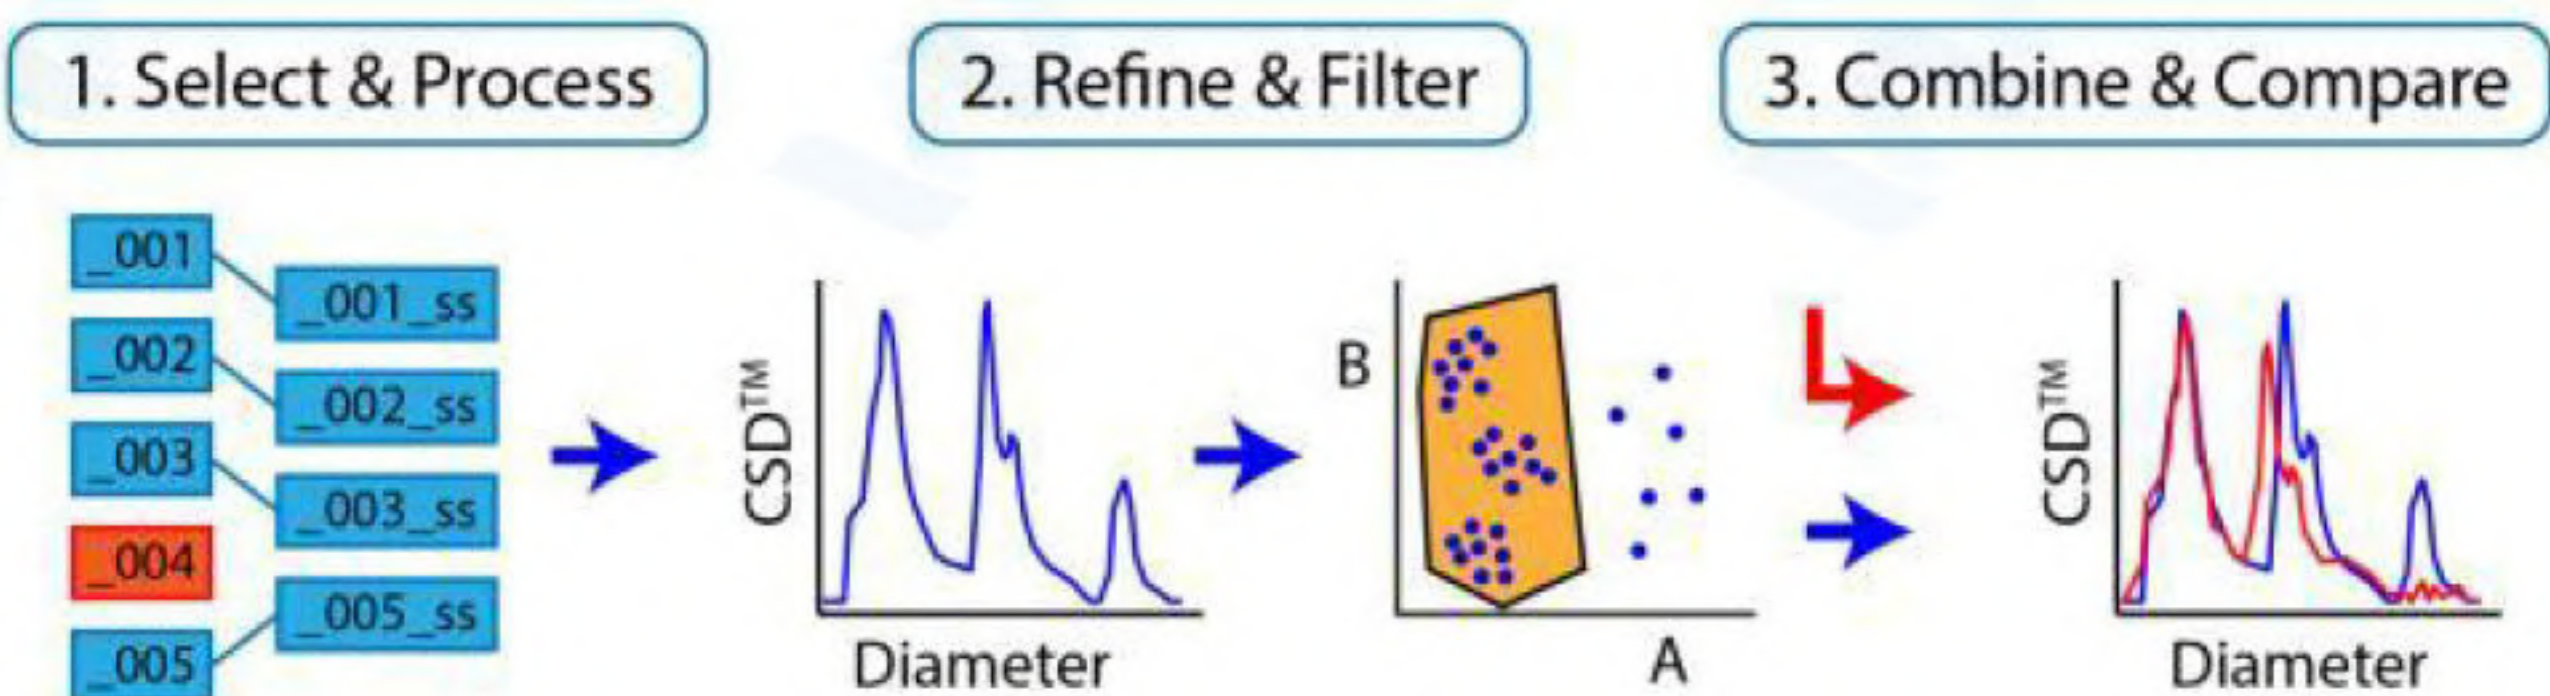 1. Select & Process
2. Refine & Filter
3. Combine & Compare
_001
_001_ss
_002
_002_ss
_003
_003_ss
_004
_005_ss
_005
CSD™
Diameter
B
A
CSD™
Diameter